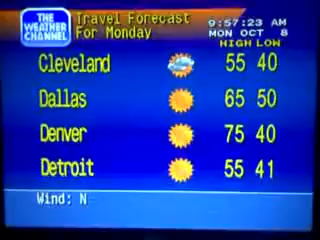 THE
WEATHER
CHANNEL
Travel Forecast
For Monday
9:57:23 AM
MON OCT 8
HIGH LOW
Cleveland 55 40
Dallas 65 50
Denver 75 40
Detroit 55 41
Wind: N